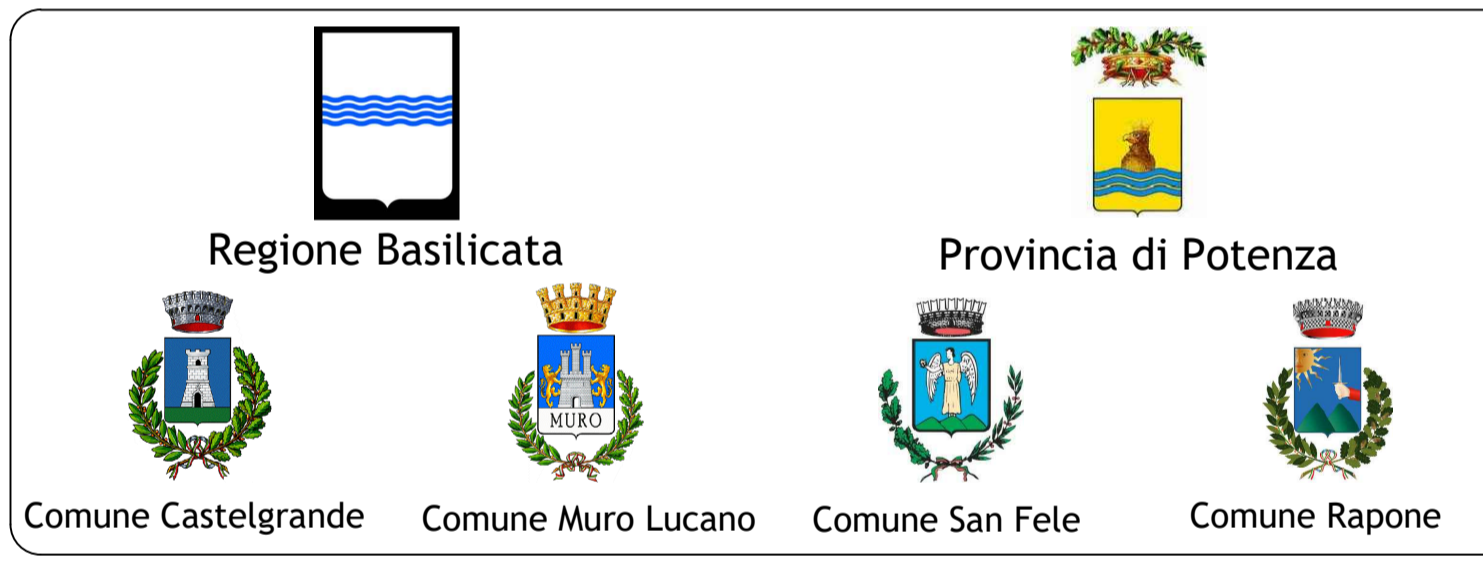 Regione Basilicata
Provincia di Potenza
MURO
Comune Castelgrande
Comune Muro Lucano
Comune San Fele
Comune Rapone